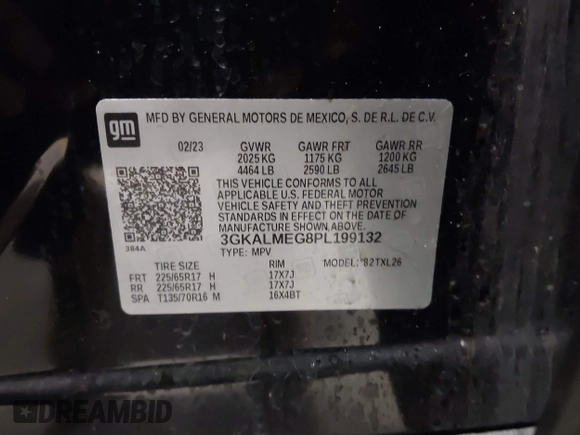 gm
MFD BY GENERAL MOTORS DE MEXICO, S. DE R.L. DE C.V.
02/23 GVWR GAWR FRT GAWR RR
2025 KG 1175 KG 1200 KG
4464 LB 2590 LB 2645 LB
THIS VEHICLE CONFORMS TO ALL
APPLICABLE U.S. FEDERAL MOTOR
VEHICLE SAFETY AND THEFT PREVENTION
STANDARDS IN EFFECT ON THE DATE OF
MANUFACTURE SHOWN ABOVE.
384A
3GKALMEG8PL199132
TYPE: MPV
TIRE SIZE RIM MODEL: *82TXL26
FRT 225/65R17 H 17X7J
RR 225/65R17 H 17X7J
SPA T135/70R16 M 16X4BT
DREAMBID